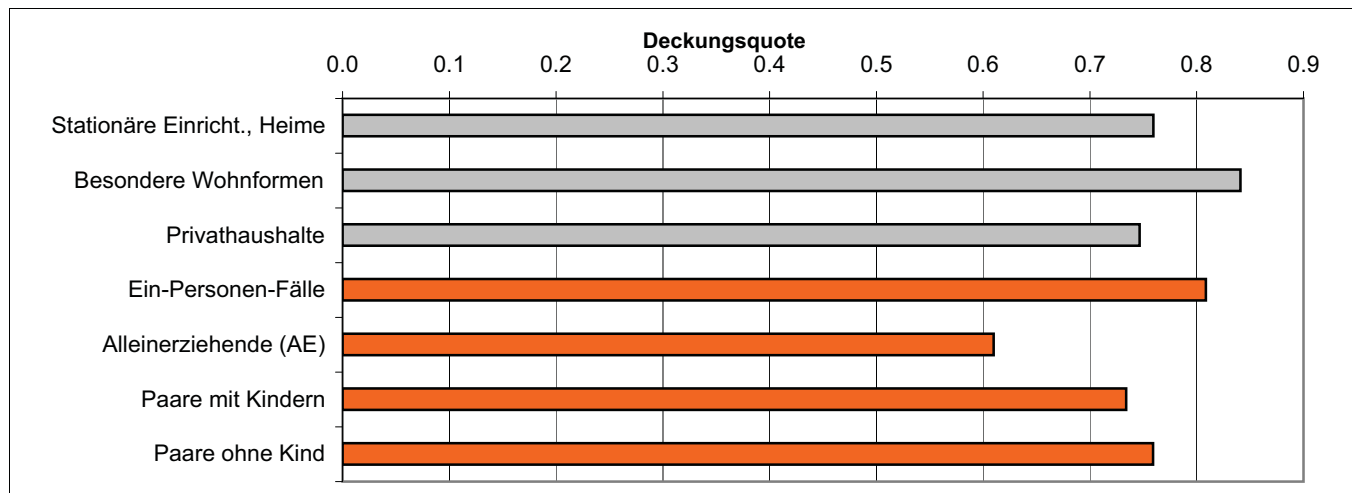 Deckungsquote
0.0 0.1 0.2 0.3 0.4 0.5 0.6 0.7 0.8 0.9
Stationäre Einricht., Heime
Besondere Wohnformen
Privathaushalte
Ein-Personen-Fälle
Alleinerziehende (AE)
Paare mit Kindern
Paare ohne Kind